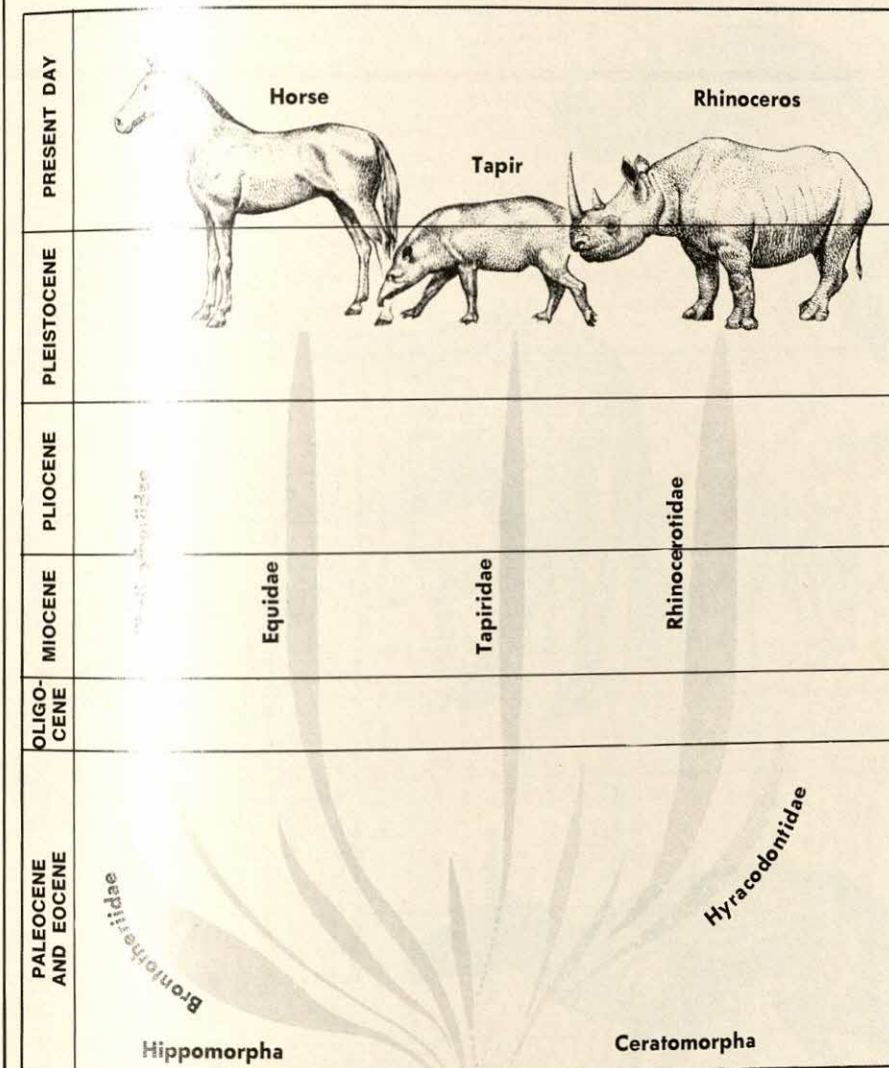 PRESENT DAY
Horse
Rhinoceros
Tapir
PLEISTOCENE
PLIOCENE
Rhinocerotidae
MIOCENE
Equidae
Tapiridae
OLIGO-
CENE
PALEOCENE
AND EOCENE
Brontotheriidae
Hyracodontidae
Hippomorpha
Ceratomorpha